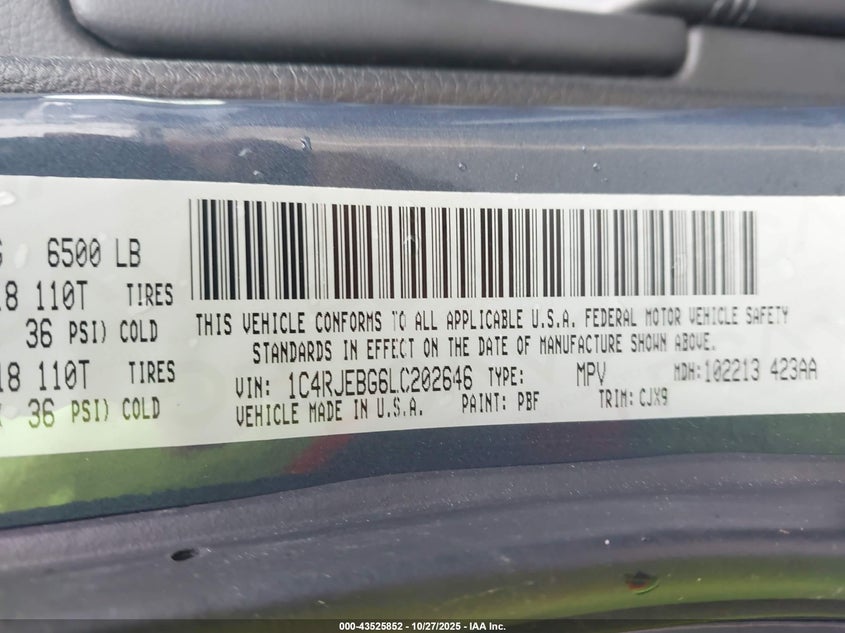 6500 LB
110T TIRES
36 PSI) COLD
110T TIRES
36 PSI) COLD
THIS VEHICLE CONFORMS TO ALL APPLICABLE U.S.A. FEDERAL MOTOR VEHICLE SAFETY
STANDARDS IN EFFECT ON THE DATE OF MANUFACTURE SHOWN ABOVE.
VIN: 1C4RJEBG6LC202646 TYPE: MPV MDH:102213 423AA
VEHICLE MADE IN U.S.A. PAINT: PBF TRIM: CJX9
000-43525852 - 10/27/2025 - IAA Inc.